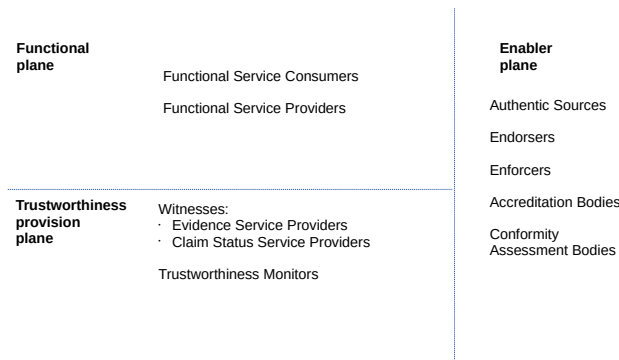 Functional
plane
Functional Service Consumers
Functional Service Providers
Trustworthiness
provision
plane
Witnesses:
· Evidence Service Providers
· Claim Status Service Providers
Trustworthiness Monitors
Enabler
plane
Authentic Sources
Endorsers
Enforcers
Accreditation Bodies
Conformity
Assessment Bodies